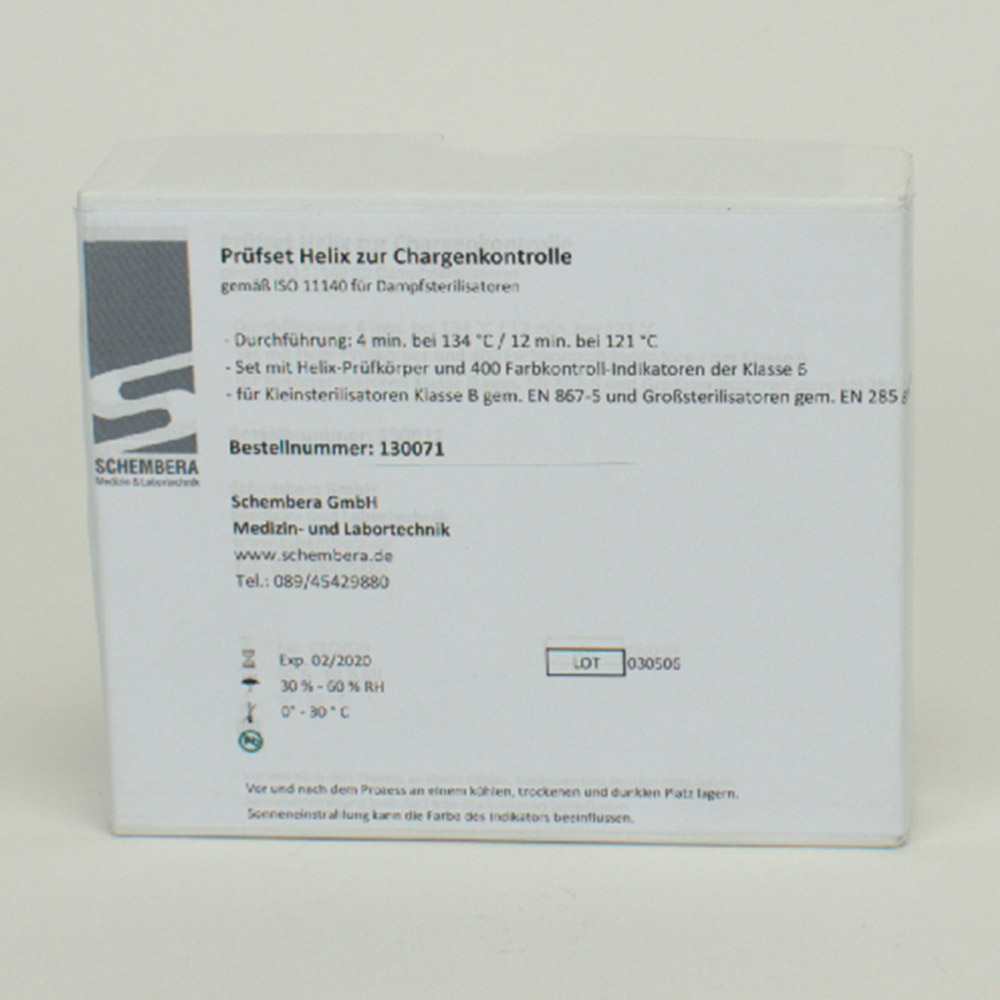 Prüfset Helix zur Chargenkontrolle
gemäß ISO 11140 für Dampfsterilisatoren
- Durchführung: 4 min. bei 134 °C / 12 min. bei 121 °C
- Set mit Helix-Prüfkörper und 400 Farbkontroll-Indikatoren der Klasse
- für Kleinsterilisatoren Klasse B gem. EN 867-5 und Großsterilisatoren gem. EN 285
SCHEMBERA
Medizin & Labortechnik
Bestellnummer: 130071
Schembera GmbH
Medizin- und Labortechnik
www.schembera.de
Tel.: 089/45429880
Exp. 02/2020
LOT
30 % - 60 % RH
0° - 30 ° C
Vor und nach dem Prozess an einem kühlen, trockenen und dunklen Platz lagern.
Sonneneinstrahlung kann die Farbe des Indikators beeinflussen.